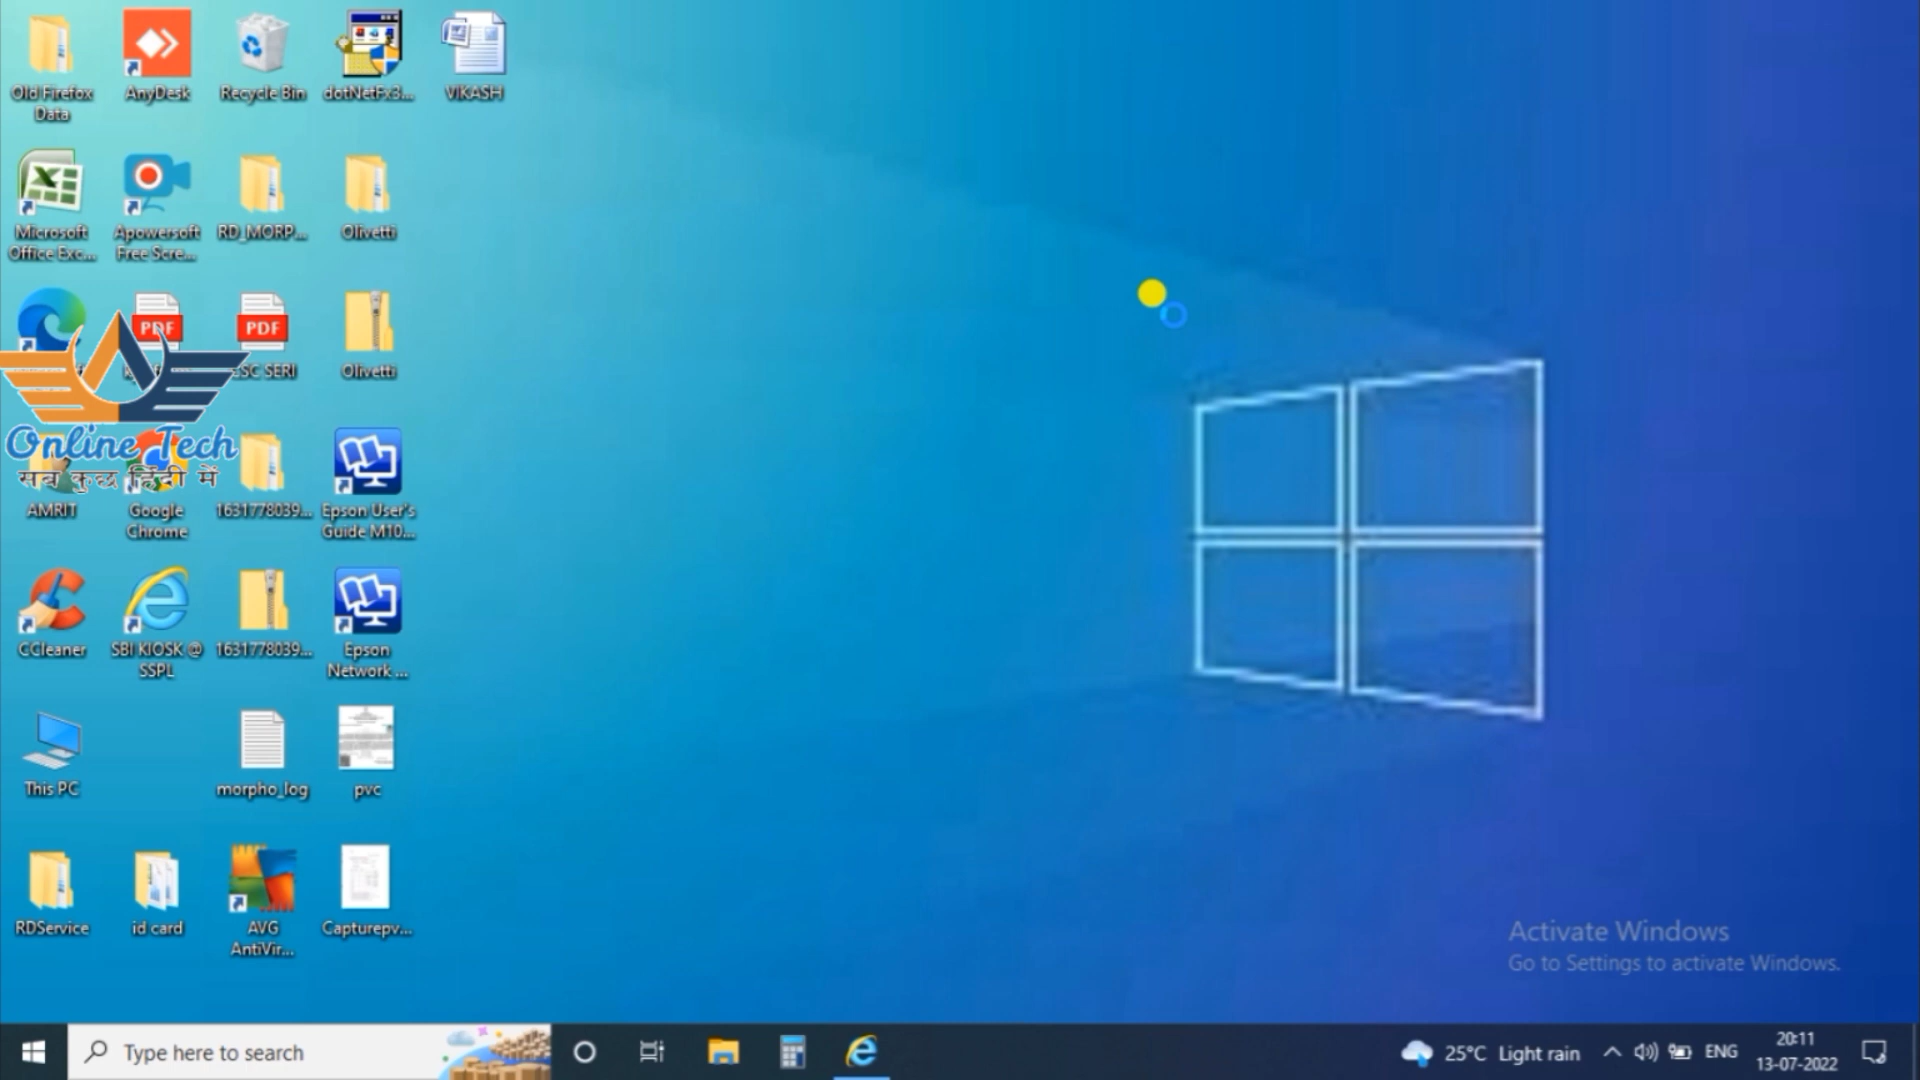 Old Firefox
Data
AnyDesk
Recycle Bin
dotNetFx3...
VIKASH
Microsoft
Office Exc...
Apowersoft
Free Scre...
RD_MORP...
Olivetti
PDF
PDF
SC SERI
Olivetti
Online Tech
सब कुछ हिंदी में
AMRIT
Google
Chrome
1631778039...
Epson User's
Guide M10...
CCleaner
SBI KIOSK @
SSPL
1631778039...
Epson
Network ...
This PC
morpho_log
pvc
RDService
id card
AVG
AntiVir...
Capturepv...
Activate Windows
Go to Settings to activate Windows.
Type here to search
25°C Light rain
ENG
20:11
13-07-2022